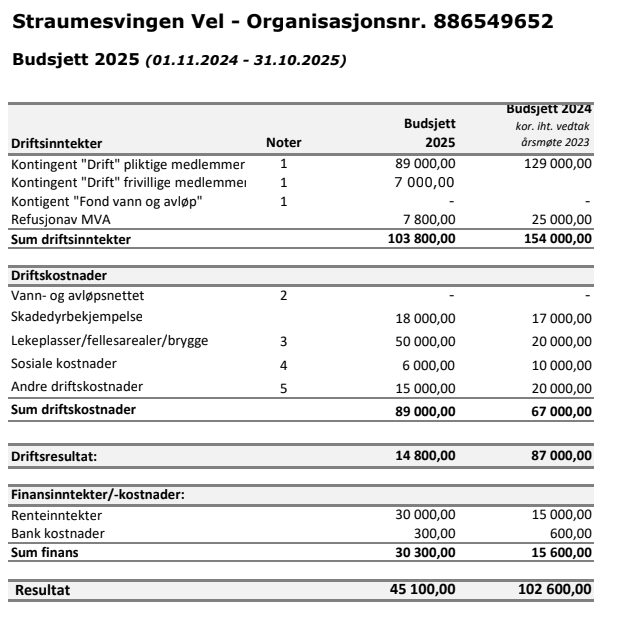 Straumesvingen Vel - Organisasjonsnr. 886549652
Budsjett 2025 (01.11.2024 - 31.10.2025)
Driftsinntekter Noter Budsjett 2025 Budsjett 2024 kor. iht. vedtak årsmøte 2023
Kontingent "Drift" pliktige medlemmer 1 89 000,00 129 000,00
Kontingent "Drift" frivillige medlemmer 1 7 000,00
Kontigent "Fond vann og avløp" 1 - -
Refusjonav MVA 7 800,00 25 000,00
Sum driftsinntekter 103 800,00 154 000,00
Driftskostnader
Vann- og avløpsnettet 2 - -
Skadedyrbekjempelse 18 000,00 17 000,00
Lekeplasser/fellesarealer/brygge 3 50 000,00 20 000,00
Sosiale kostnader 4 6 000,00 10 000,00
Andre driftskostnader 5 15 000,00 20 000,00
Sum driftskostnader 89 000,00 67 000,00
Driftsresultat: 14 800,00 87 000,00
Finansinntekter/-kostnader:
Renteinntekter 30 000,00 15 000,00
Bank kostnader 300,00 600,00
Sum finans 30 300,00 15 600,00
Resultat 45 100,00 102 600,00